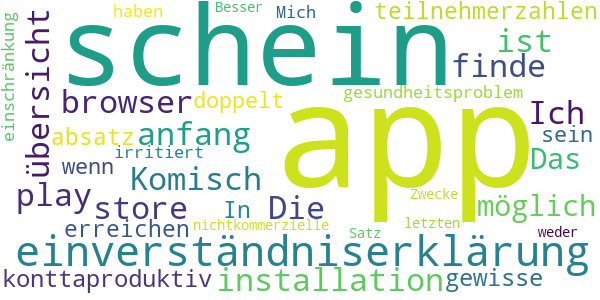 haben Besser Mich teilnehmerzahlen
einschränkung übersicht schein ist
browser doppelt finde
gesundheitsproblem
absatz anfang app Ich sein
wenn irritiert Das
Komisch
play store In Die Zwecke möglich
erreichen nichtkommerzielle letzten
einverständniserklärung Satz weder
konttaproduktiv installation gewisse